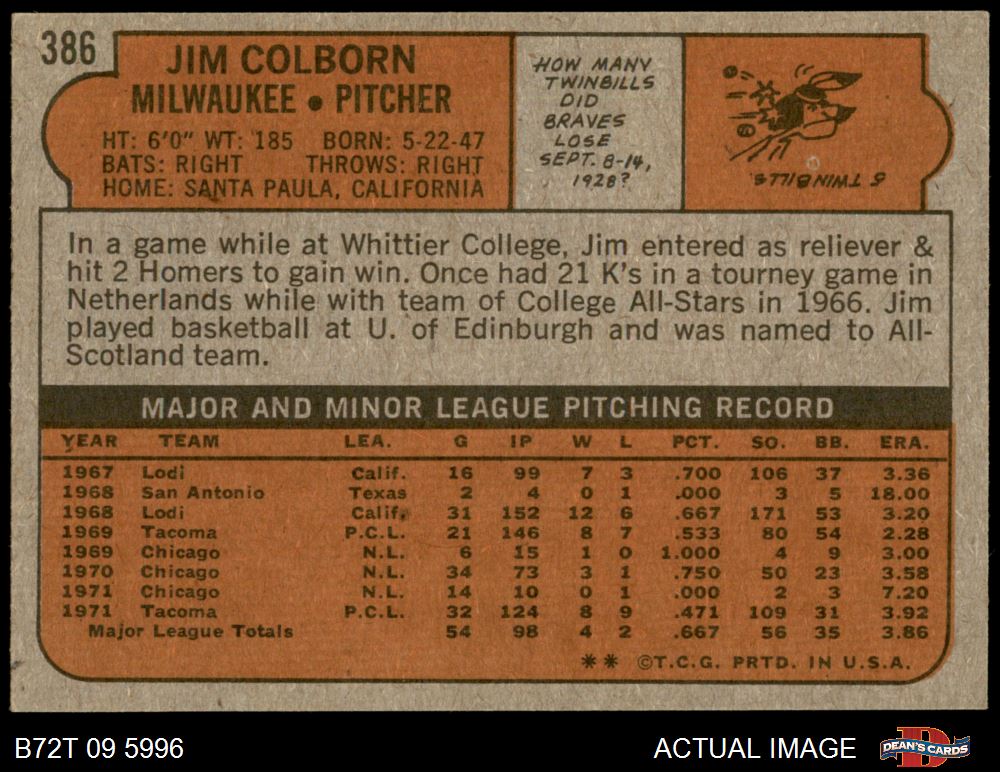 386
JIM COLBORN
MILWAUKEE • PITCHER
HT: 6'0" WT: 185 BORN: 5-22-47
BATS: RIGHT THROWS: RIGHT
HOME: SANTA PAULA, CALIFORNIA
HOW MANY
TWINBILLS
DID
BRAVES
LOSE
SEPT. 8-14,
1928?
5 TWINBILLS
In a game while at Whittier College, Jim entered as reliever &
hit 2 Homers to gain win. Once had 21 K's in a tourney game in
Netherlands while with team of College All-Stars in 1966. Jim
played basketball at U. of Edinburgh and was named to All-
Scotland team.
MAJOR AND MINOR LEAGUE PITCHING RECORD
YEAR TEAM LEA. G IP W L PCT. SO. BB. ERA.
1967 Lodi Calif. 16 99 7 3 .700 106 37 3.36
1968 San Antonio Texas 2 4 0 1 .000 3 5 18.00
1968 Lodi Calif. 31 152 12 6 .667 171 53 3.20
1969 Tacoma P.C.L. 21 146 8 7 .533 80 54 2.28
1969 Chicago N.L. 6 15 1 0 1.000 4 9 3.00
1970 Chicago N.L. 34 73 3 1 .750 50 23 3.58
1971 Chicago N.L. 14 10 0 1 .000 2 3 7.20
1971 Tacoma P.C.L. 32 124 8 9 .471 109 31 3.92
Major League Totals 54 98 4 2 .667 56 35 3.86
** ©T.C.G. PRTD. IN U.S.A.
B72T 09 5996 ACTUAL IMAGE DEAN'S CARDS